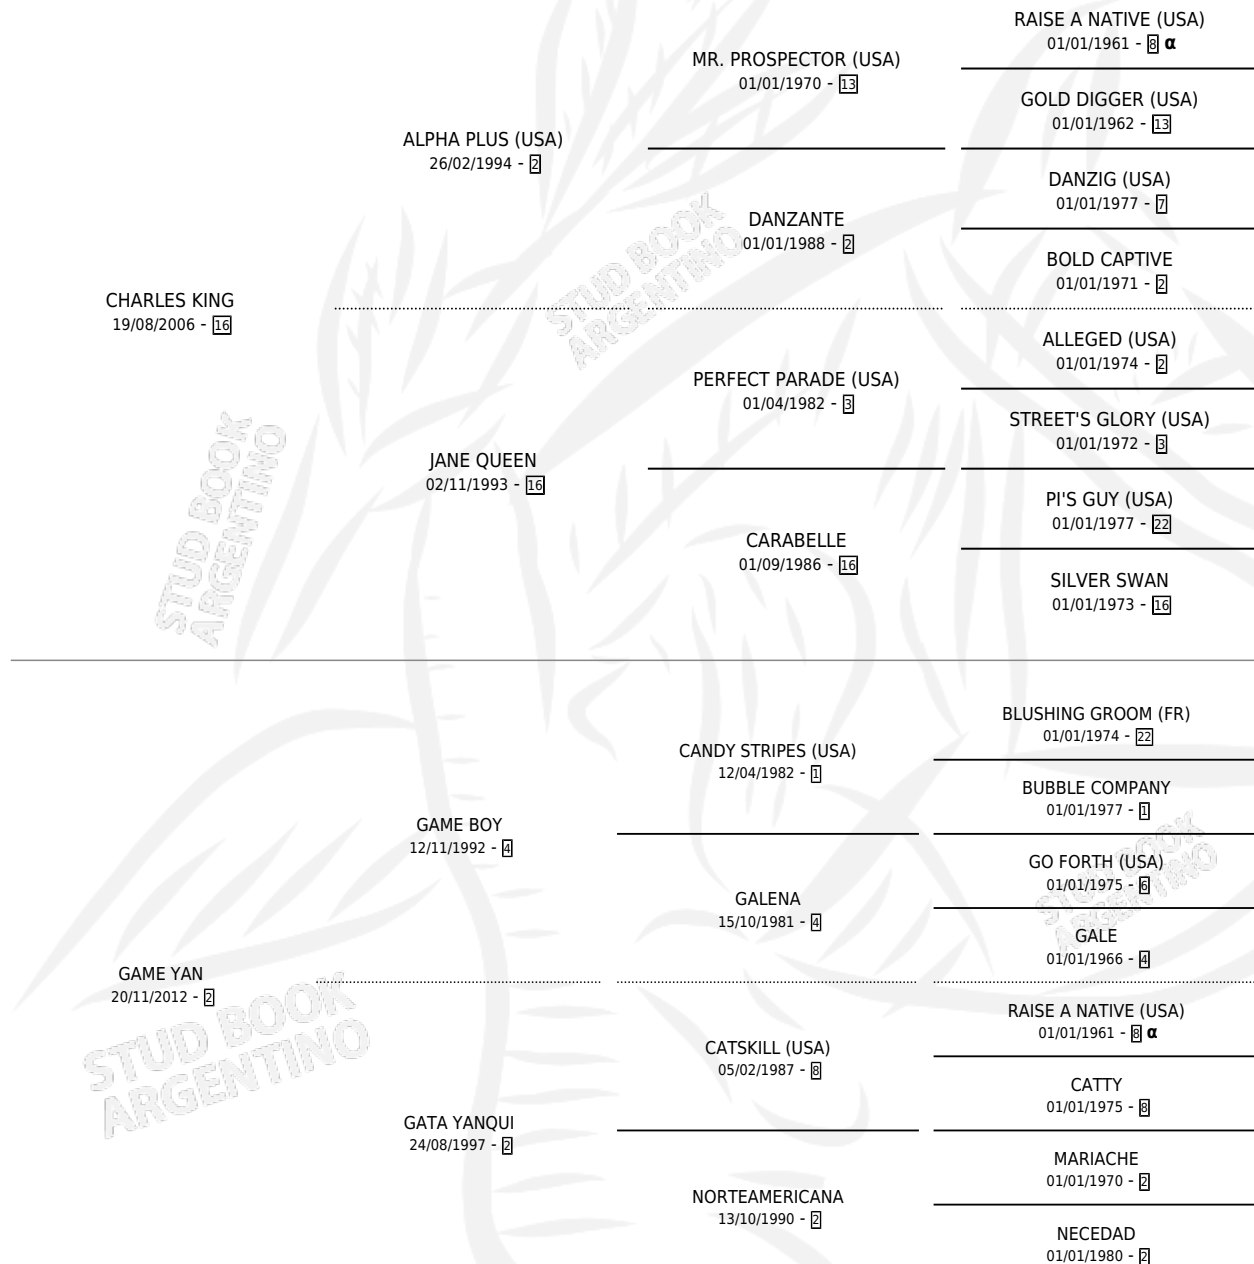 RAISE A NATIVE (USA)
01/01/1961 - 8 α
MR. PROSPECTOR (USA)
01/01/1970 - 13
GOLD DIGGER (USA)
01/01/1962 - 13
ALPHA PLUS (USA)
26/02/1994 - 2
DANZIG (USA)
01/01/1977 - 7
DANZANTE
01/01/1988 - 2
BOLD CAPTIVE
01/01/1971 - 2
CHARLES KING
19/08/2006 - 16
ALLEGED (USA)
01/01/1974 - 2
PERFECT PARADE (USA)
01/04/1982 - 3
STREET'S GLORY (USA)
01/01/1972 - 3
JANE QUEEN
02/11/1993 - 16
PI'S GUY (USA)
01/01/1977 - 22
CARABELLE
01/09/1986 - 16
SILVER SWAN
01/01/1973 - 16
STUD BOOK
ARGENTINO
STUD BOOK
ARGENTINO
BLUSHING GROOM (FR)
01/01/1974 - 22
CANDY STRIPES (USA)
12/04/1982 - 1
BUBBLE COMPANY
01/01/1977 - 1
GAME BOY
12/11/1992 - 4
GO FORTH (USA)
01/01/1975 - 6
GALENA
15/10/1981 - 4
GALE
01/01/1966 - 4
GAME YAN
20/11/2012 - 2
RAISE A NATIVE (USA)
01/01/1961 - 8 α
CATSKILL (USA)
05/02/1987 - 8
CATTY
01/01/1975 - 8
GATA YANQUI
24/08/1997 - 2
MARIACHE
01/01/1970 - 2
NORTEAMERICANA
13/10/1990 - 2
NECEDAD
01/01/1980 - 2
STUD BOOK
ARGENTINO
STUD BOOK
ARGENTINO